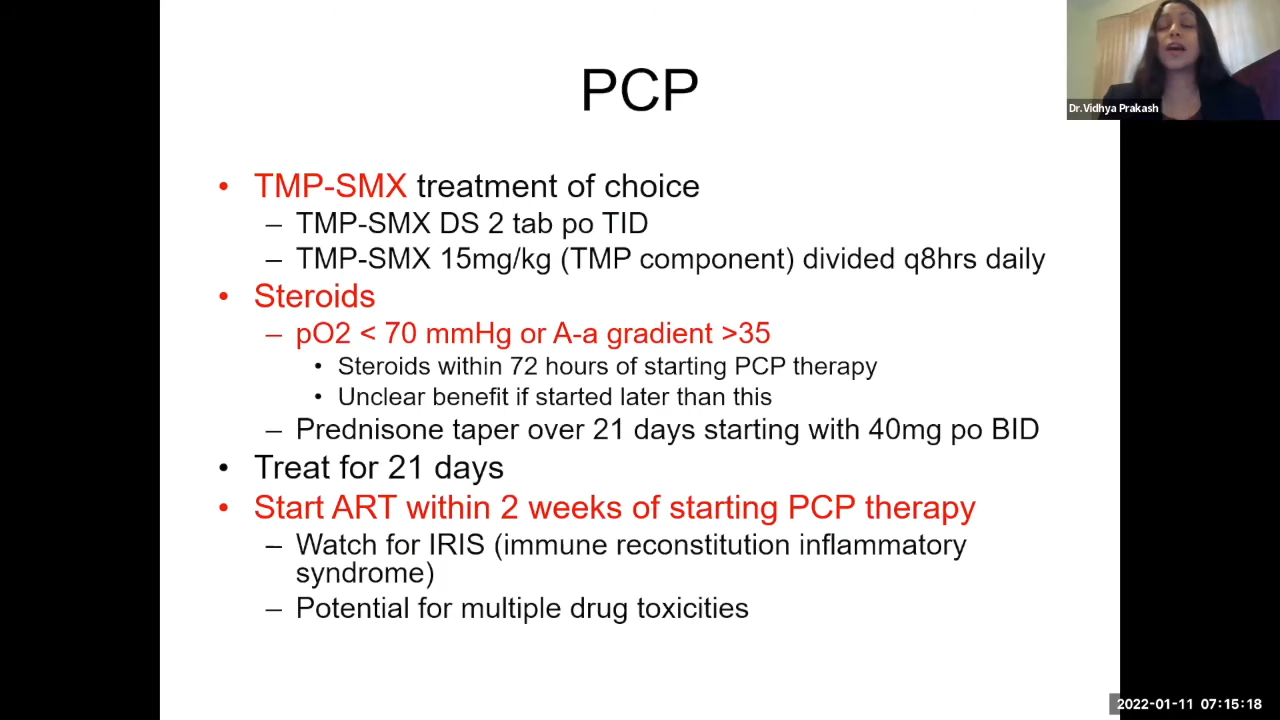 PCP
Dr.Vidhya Prakash
• TMP-SMX treatment of choice
– TMP-SMX DS 2 tab po TID
– TMP-SMX 15mg/kg (TMP component) divided q8hrs daily
• Steroids
– pO2 < 70 mmHg or A-a gradient >35
• Steroids within 72 hours of starting PCP therapy
• Unclear benefit if started later than this
– Prednisone taper over 21 days starting with 40mg po BID
• Treat for 21 days
• Start ART within 2 weeks of starting PCP therapy
– Watch for IRIS (immune reconstitution inflammatory
syndrome)
– Potential for multiple drug toxicities
2022-01-11 07:15:18